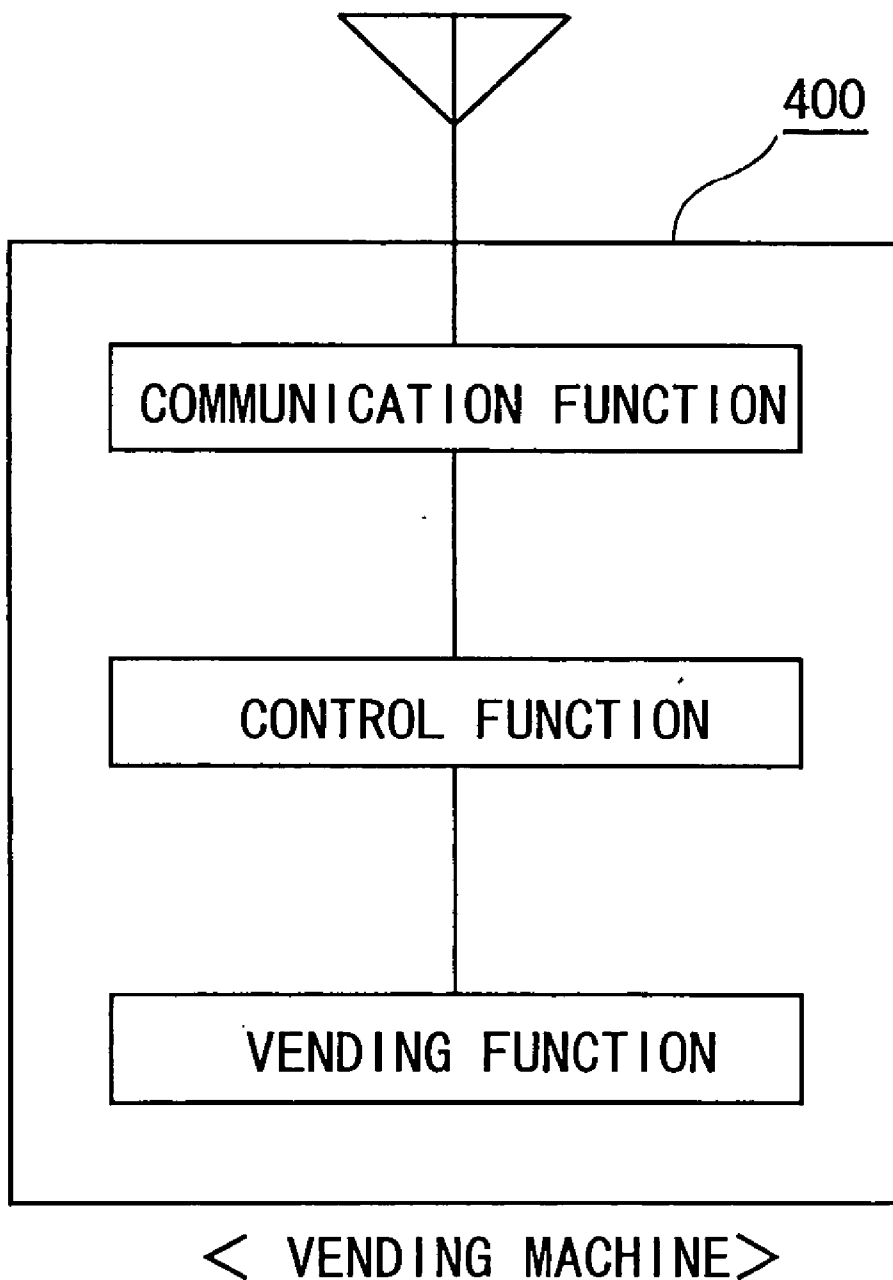 400
COMMUNICATION FUNCTION
CONTROL FUNCTION
VENDING FUNCTION
< VENDING MACHINE>